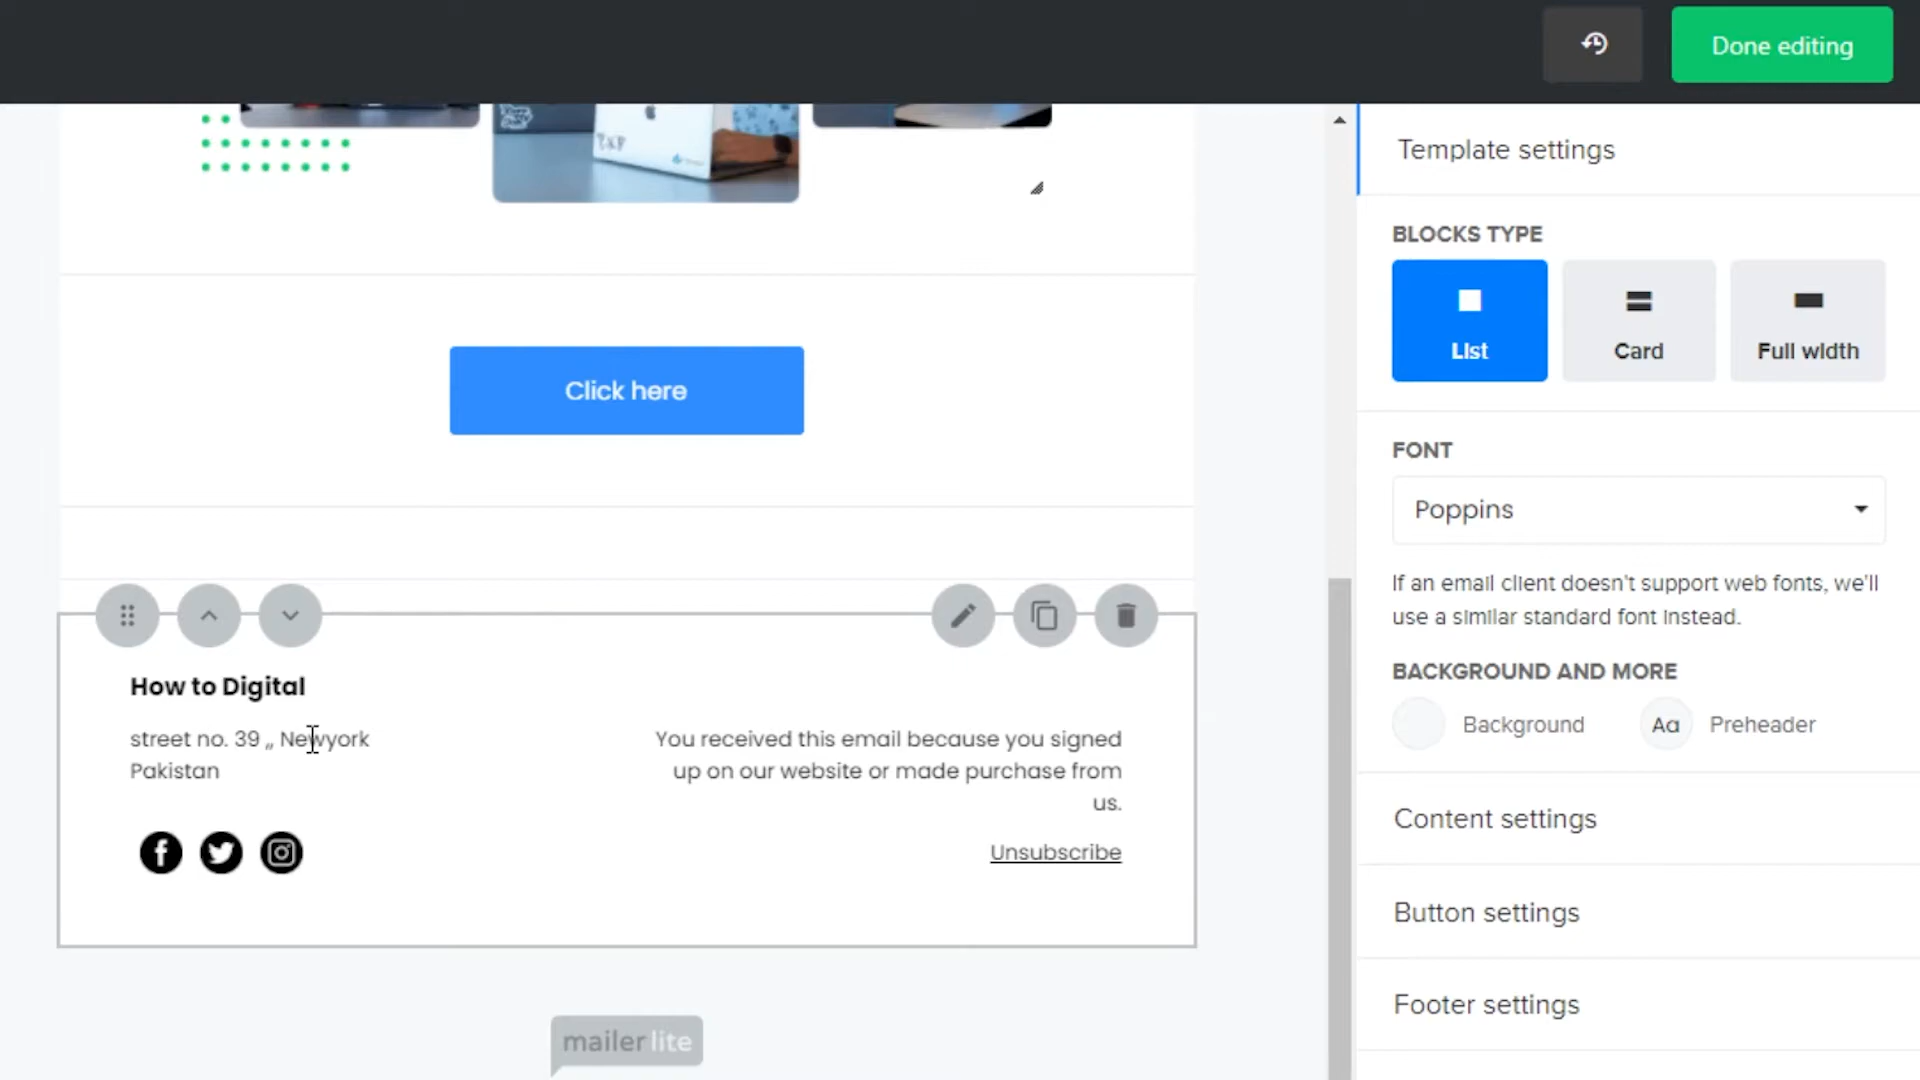 Done editing
Template settings
BLOCKS TYPE
List
Card
Full width
Click here
FONT
Poppins
If an email client doesn't support web fonts, we'll
use a similar standard font instead.
BACKGROUND AND MORE
Background
Aa
Preheader
How to Digital
street no. 39 ,, Newyork
Pakistan
You received this email because you signed
up on our website or made purchase from
us.
Unsubscribe
Content settings
Button settings
Footer settings
mailerlite